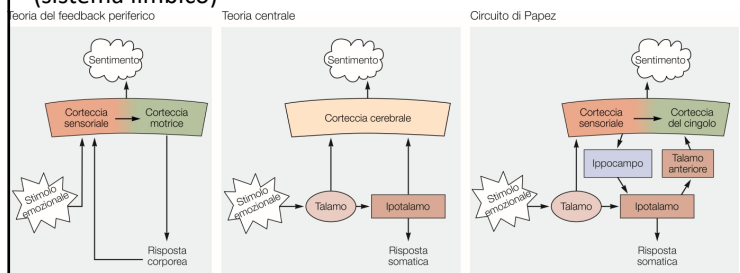 (sistema limbico)
Teoria del feedback periferico
Sentimento
Corteccia
sensoriale
Corteccia
motrice
Stimolo
emozionale
Risposta
corporea
Teoria centrale
Sentimento
Corteccia cerebrale
Stimolo
emozionale
Talamo
Ipotalamo
Risposta
somatica
Circuito di Papez
Sentimento
Corteccia
sensoriale
Corteccia
del cingolo
Ippocampo
Talamo
anteriore
Stimolo
emozionale
Talamo
Ipotalamo
Risposta
somatica